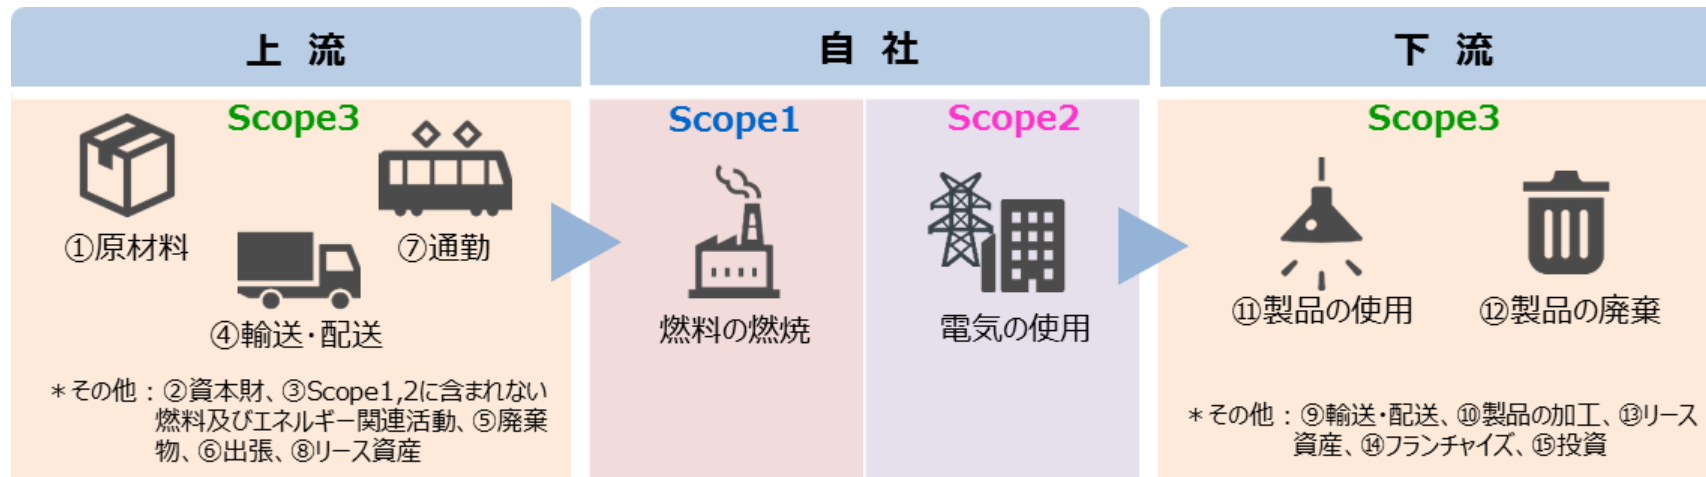 上 流
Scope3
①原材料
⑦通勤
④輸送・配送
＊その他：②資本財、③Scope1,2に含まれない
燃料及びエネルギー関連活動、⑤廃棄
物、⑥出張、⑧リース資産
自 社
Scope1
燃料の燃焼
Scope2
電気の使用
下 流
Scope3
⑪製品の使用
⑫製品の廃棄
＊その他：⑨輸送・配送、⑩製品の加工、⑬リース
資産、⑭フランチャイズ、⑮投資